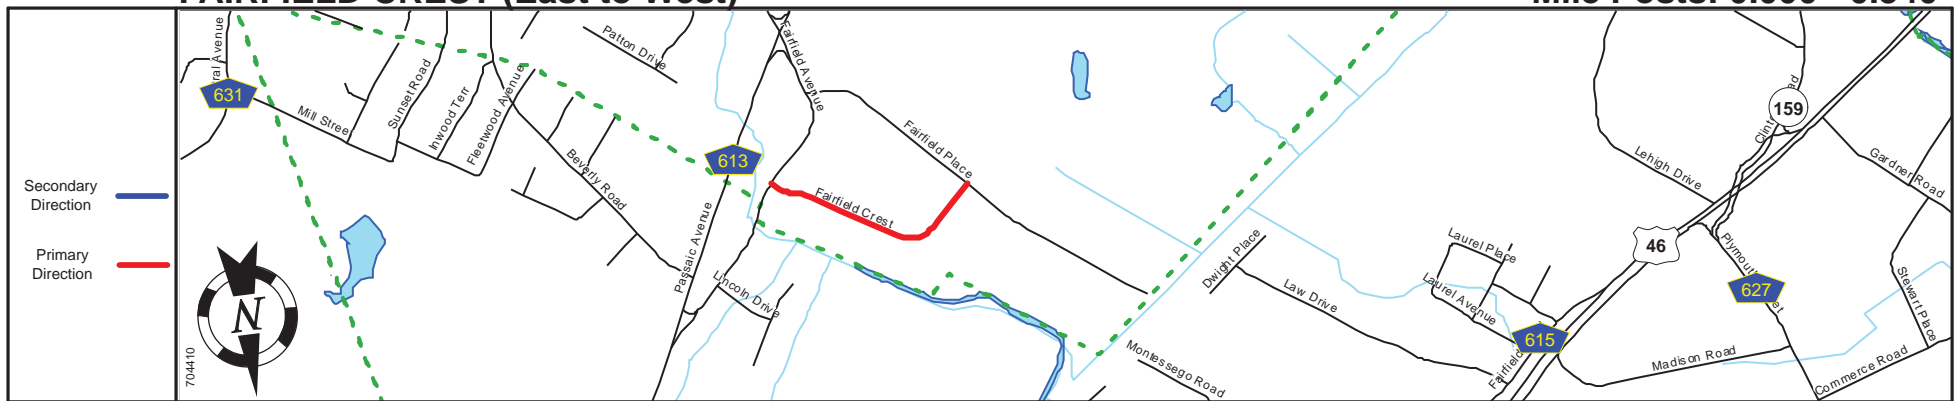 FAIRFIELD CREST (East to West)
Secondary
Direction
Primary
Direction
704410
N
631
Mill Street
Sunset Road
Inwood Terr
Fleetwood Avenue
Patton Drive
Beverly Road
613
Passaic Avenue
Lincoln Drive
Fairfield Avenue
Fairfield Place
Fairfield Crest
Dwight Place
Law Drive
Montessego Road
Laurel Place
Laurel Avenue
615
Fairfield
46
Lehigh Drive
159
Gardner Road
627
Stewart Place
Madison Road
Commerce Road